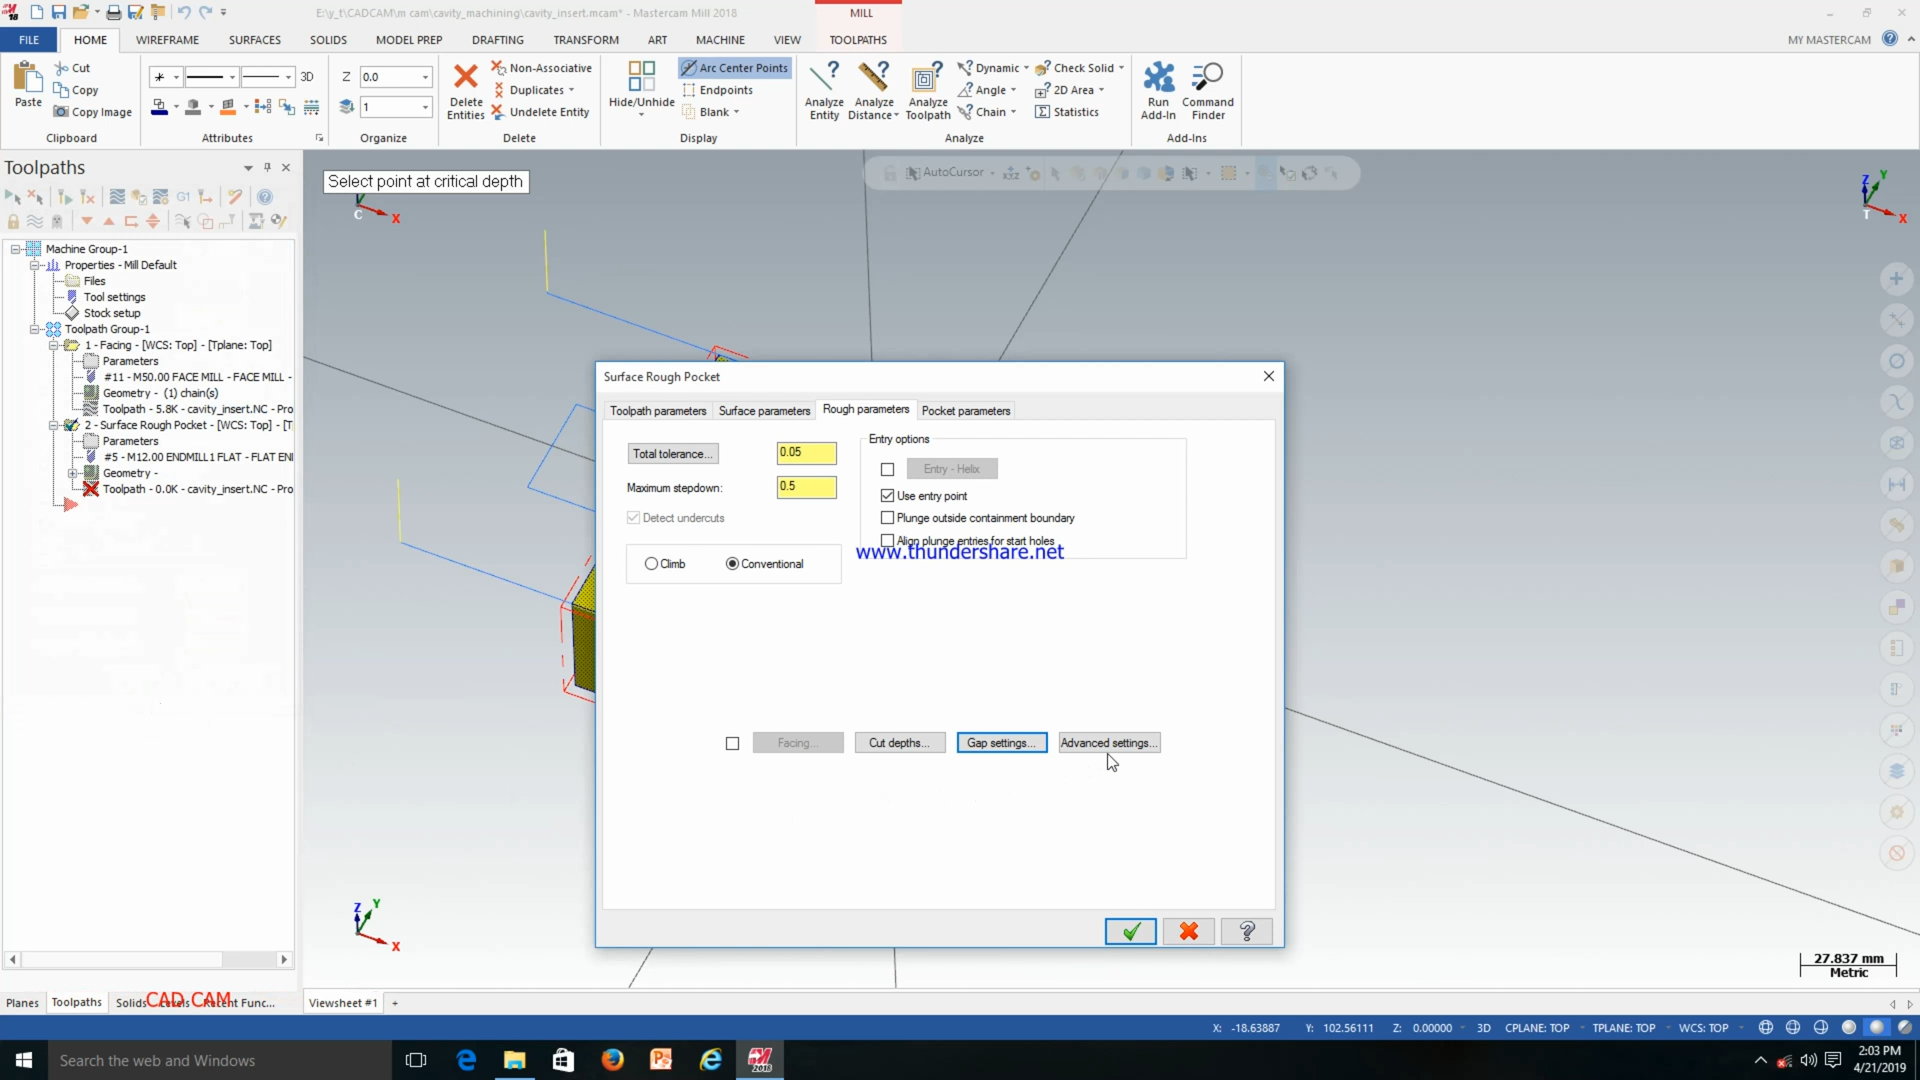 E:\y_t\CADCAM\m cam\cavity_machining\cavity_insert.mcam* - Mastercam Mill 2018
MILL
FILE HOME WIREFRAME SURFACES SOLIDS MODEL PREP DRAFTING TRANSFORM ART MACHINE VIEW TOOLPATHS MY MASTERCAM
Paste
Cut
Copy
Copy Image
Clipboard
3D
Attributes
Z 0.0
1
Organize
Delete Entities
Non-Associative
Duplicates
Undelete Entity
Delete
Hide/Unhide
Arc Center Points
Endpoints
Blank
Display
Analyze Entity
Analyze Distance
Analyze Toolpath
Dynamic
Angle
Chain
Check Solid
2D Area
Statistics
Analyze
Run Add-In
Command Finder
Add-Ins
Toolpaths
G1
Machine Group-1
Properties - Mill Default
Files
Tool settings
Stock setup
Toolpath Group-1
1 - Facing - [WCS: Top] - [Tplane: Top]
Parameters
#11 - M50.00 FACE MILL - FACE MILL -
Geometry - (1) chain(s)
Toolpath - 5.8K - cavity_insert.NC - Pro
2 - Surface Rough Pocket - [WCS: Top] - [T
Parameters
#5 - M12.00 ENDMILL1 FLAT - FLAT ENI
Geometry -
Toolpath - 0.0K - cavity_insert.NC - Pro
Select point at critical depth
AutoCursor
C X
Z Y
T X
Surface Rough Pocket
Toolpath parameters Surface parameters Rough parameters Pocket parameters
Total tolerance... 0.05
Maximum stepdown: 0.5
Detect undercuts
Climb Conventional
Entry options
Entry - Helix
Use entry point
Plunge outside containment boundary
Align plunge entries for start holes
www.thundershare.net
Facing... Cut depths... Gap settings... Advanced settings...
Z Y
X
27.837 mm
Metric
Planes Toolpaths Solids Levels Recent Func...
CAD CAM
Viewsheet #1 +
X: -18.63887 Y: 102.56111 Z: 0.00000 3D CPLANE: TOP TPLANE: TOP WCS: TOP
Search the web and Windows
2018
2:03 PM
4/21/2019